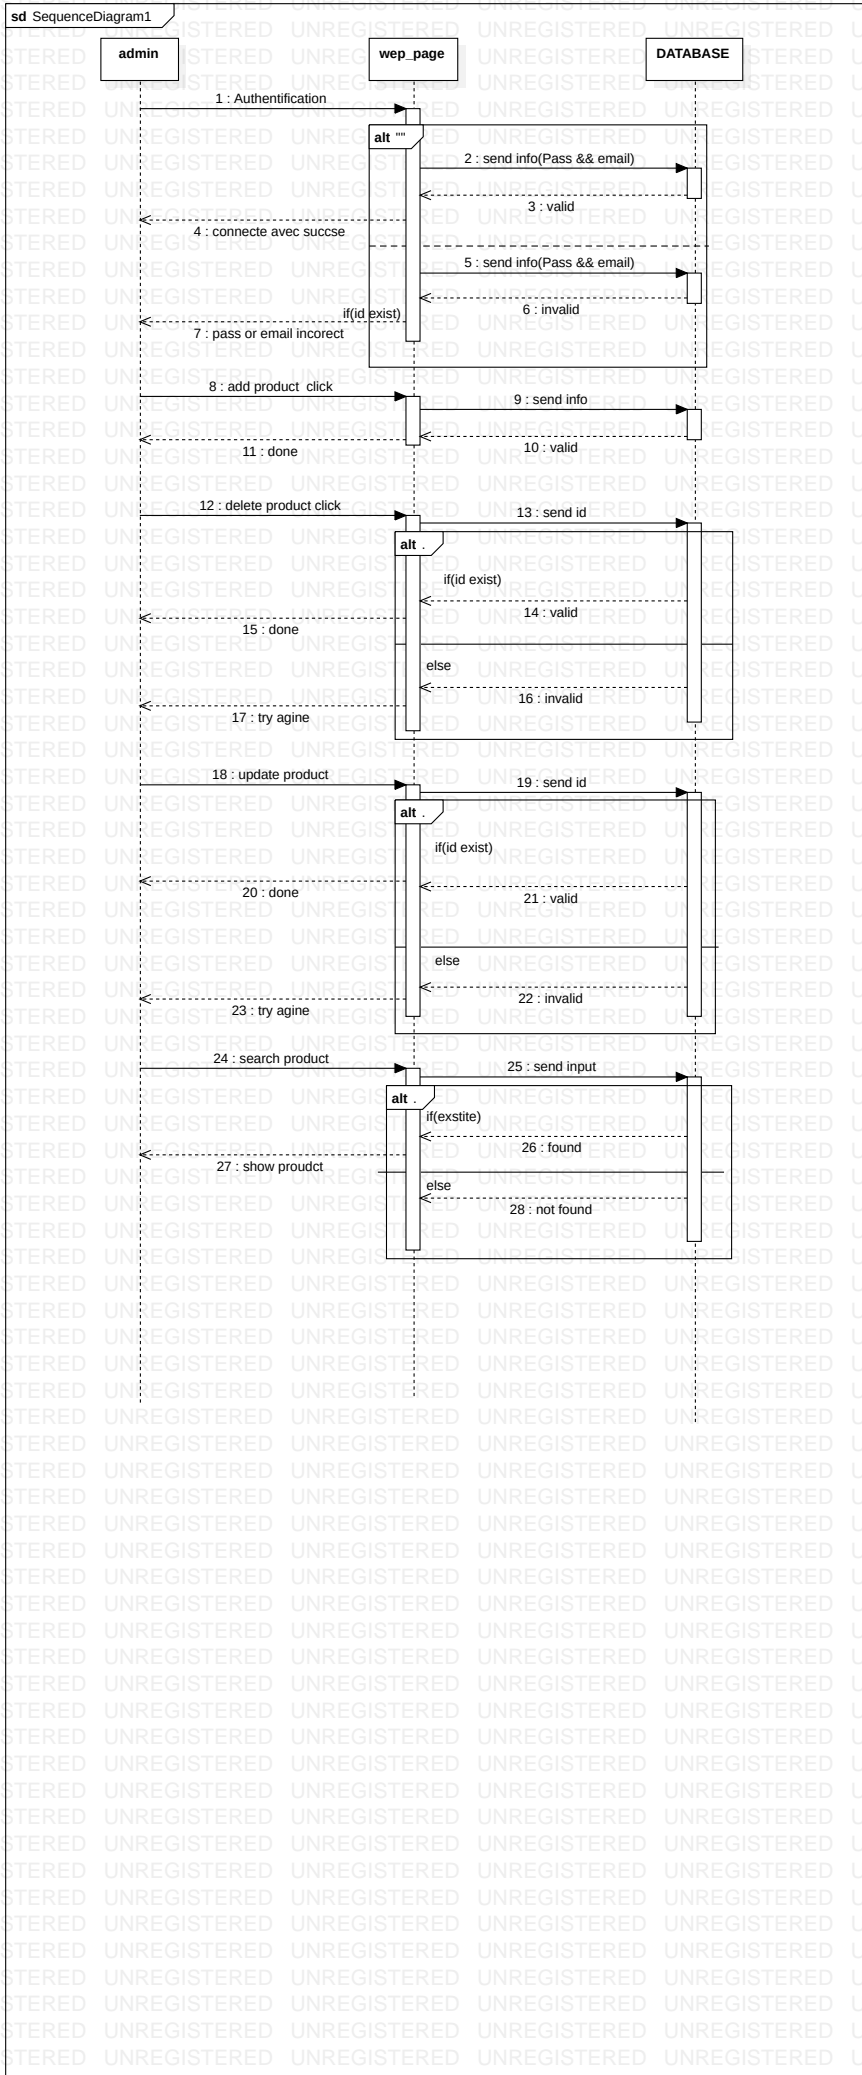 sd SequenceDiagram1
admin
wep_page
DATABASE
1 : Authentification
alt ""
2 : send info(Pass && email)
3 : valid
4 : connecte avec succse
5 : send info(Pass && email)
6 : invalid
if(id exist)
7 : pass or email incorect
8 : add product  click
9 : send info
10 : valid
11 : done
12 : delete product click
13 : send id
alt .
if(id exist)
14 : valid
15 : done
else
16 : invalid
17 : try agine
18 : update product
19 : send id
alt .
if(id exist)
20 : done
21 : valid
else
22 : invalid
23 : try agine
24 : search product
25 : send input
alt .
if(exstite)
26 : found
27 : show proudct
else
28 : not found
UNREGISTERED